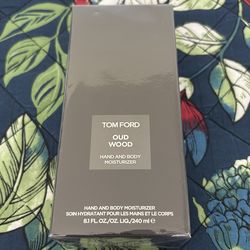 TOM FORD
OUD
WOOD
HAND AND BODY
MOISTURIZER
HAND AND BODY MOISTURIZER
SOIN HYDRATANT POUR LES MAINS ET LE CORPS
8.1 FL. OZ./OZ. LIQ./240 ml ℮